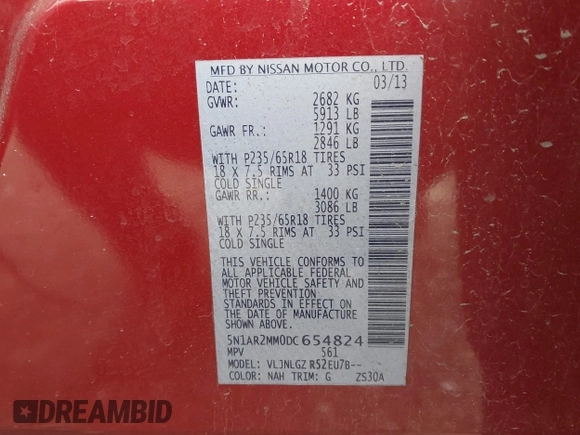 MFD BY NISSAN MOTOR CO., LTD.
DATE: 03/13
GVWR: 2682 KG
5913 LB
GAWR FR.: 1291 KG
2846 LB
WITH P235/65R18 TIRES
18 X 7.5 RIMS AT 33 PSI
COLD SINGLE
GAWR RR.: 1400 KG
3086 LB
WITH P235/65R18 TIRES
18 X 7.5 RIMS AT 33 PSI
COLD SINGLE
THIS VEHICLE CONFORMS TO
ALL APPLICABLE FEDERAL
MOTOR VEHICLE SAFETY AND
THEFT PREVENTION
STANDARDS IN EFFECT ON
THE DATE OF MANUFACTURE
SHOWN ABOVE.
5N1AR2MM0DC654824
MPV 561
MODEL: VLJNLGZ R52EU7B--
COLOR: NAH TRIM: G ZS30A
DREAMBID